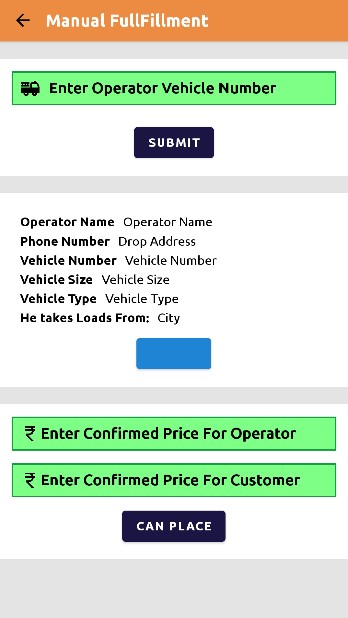 Manual FullFillment
Enter Operator Vehicle Number
SUBMIT
Operator Name Operator Name
Phone Number Drop Address
Vehicle Number Vehicle Number
Vehicle Size Vehicle Size
Vehicle Type Vehicle Type
He takes Loads From: City
₹ Enter Confirmed Price For Operator
₹ Enter Confirmed Price For Customer
CAN PLACE